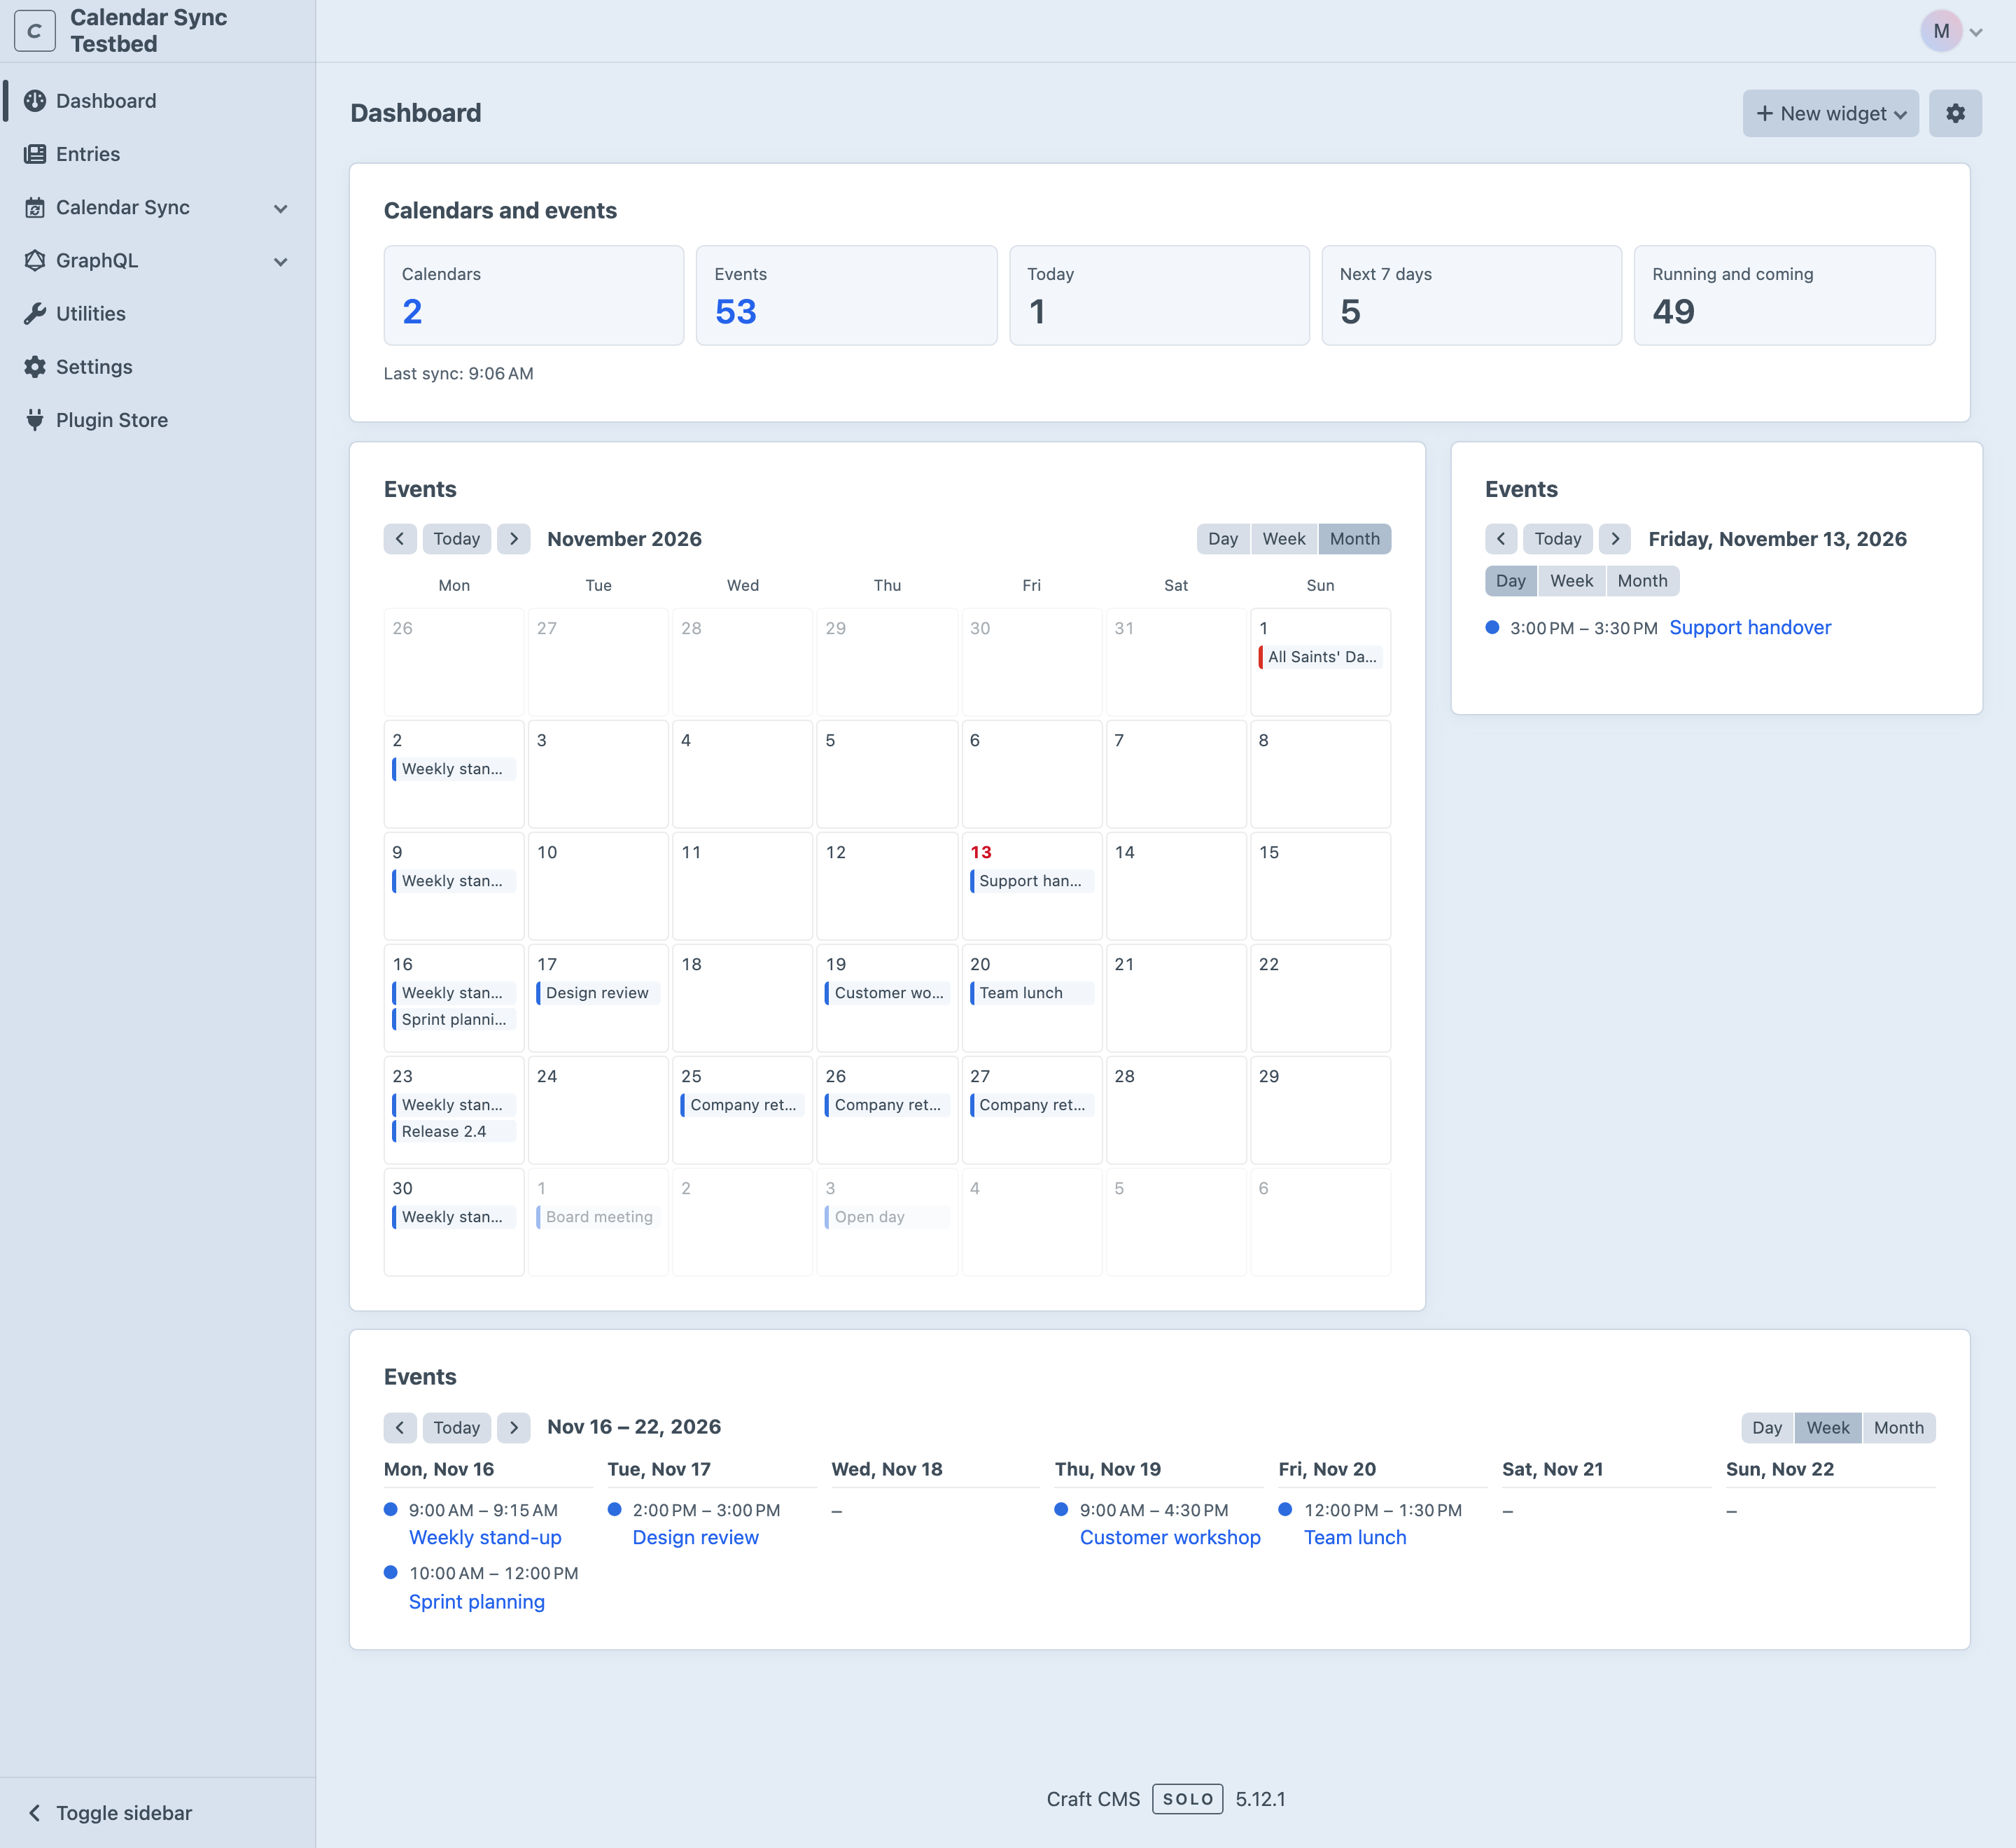 C
Calendar Sync
Testbed
M
Dashboard
Entries
Calendar Sync
GraphQL
Utilities
Settings
Plugin Store
Dashboard
New widget
Calendars and events
Calendars
2
Events
53
Today
1
Next 7 days
5
Running and coming
49
Last sync: 9:06 AM
Events
Today
November 2026
Day Week Month
Mon Tue Wed Thu Fri Sat Sun
26 27 28 29 30 31 1
All Saints' Da...
2 3 4 5 6 7 8
Weekly stan...
9 10 11 12 13 14 15
Weekly stan... Support han...
16 17 18 19 20 21 22
Weekly stan... Design review Customer wo... Team lunch
Sprint planni...
23 24 25 26 27 28 29
Weekly stan... Company ret... Company ret... Company ret...
Release 2.4
30 1 2 3 4 5 6
Weekly stan... Board meeting Open day
Events
Today
Friday, November 13, 2026
Day Week Month
3:00 PM – 3:30 PM Support handover
Events
Today
Nov 16 – 22, 2026
Day Week Month
Mon, Nov 16
9:00 AM – 9:15 AM
Weekly stand-up
10:00 AM – 12:00 PM
Sprint planning
Tue, Nov 17
2:00 PM – 3:00 PM
Design review
Wed, Nov 18
–
Thu, Nov 19
9:00 AM – 4:30 PM
Customer workshop
Fri, Nov 20
12:00 PM – 1:30 PM
Team lunch
Sat, Nov 21
–
Sun, Nov 22
–
Toggle sidebar
Craft CMS SOLO 5.12.1